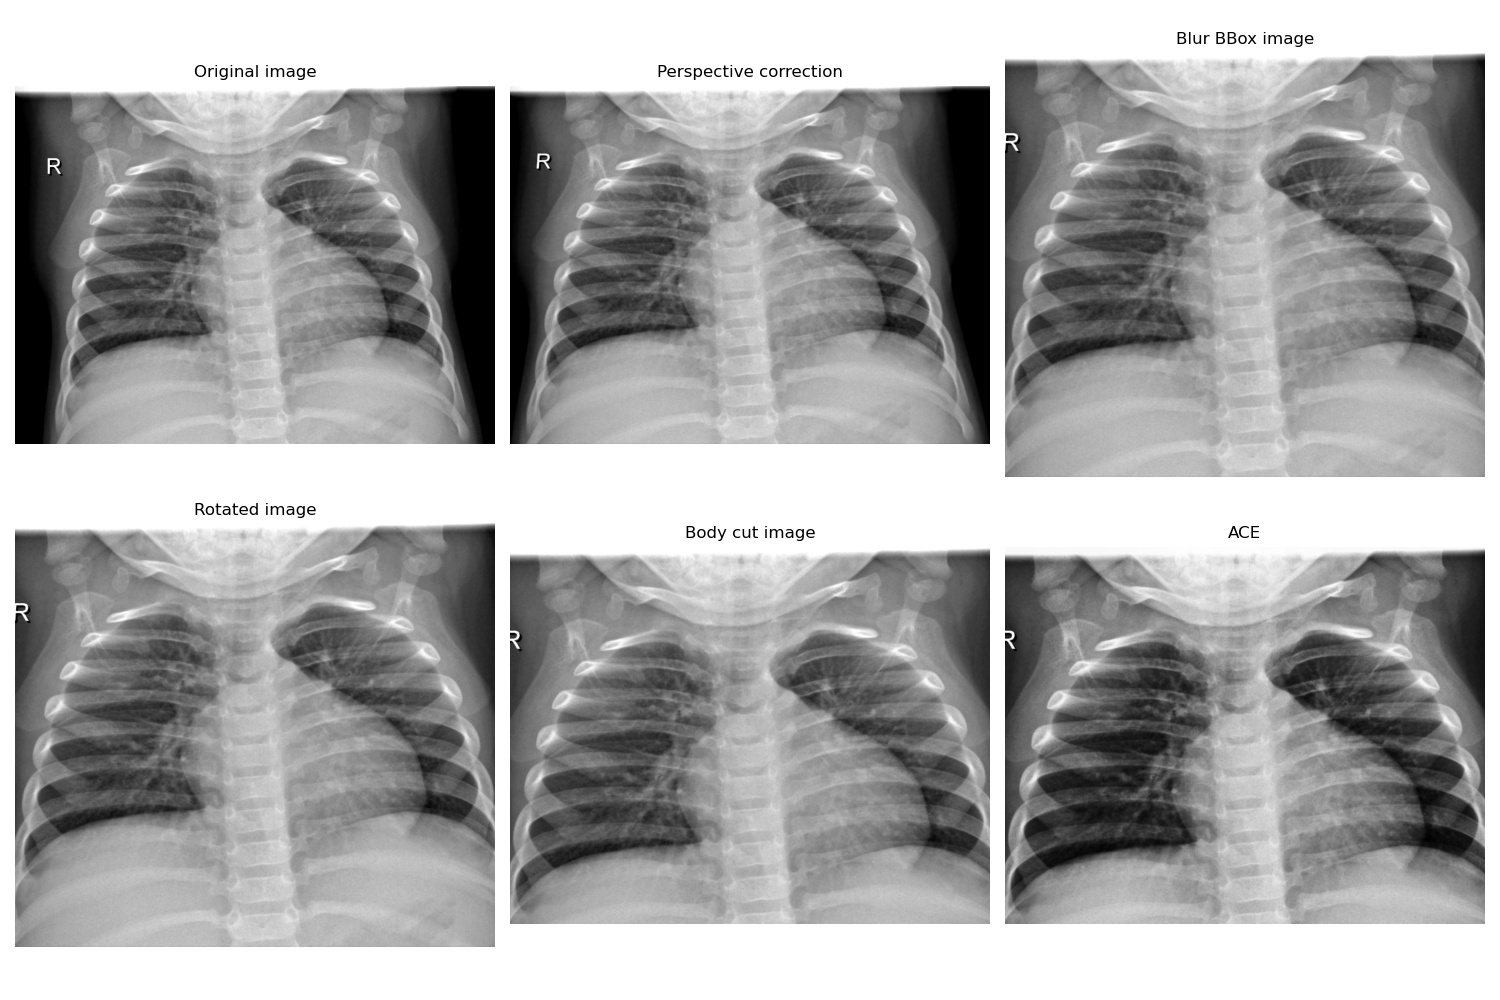 Original image
Perspective correction
Blur BBox image
R
R
R
Rotated image
Body cut image
ACE
R
R
R